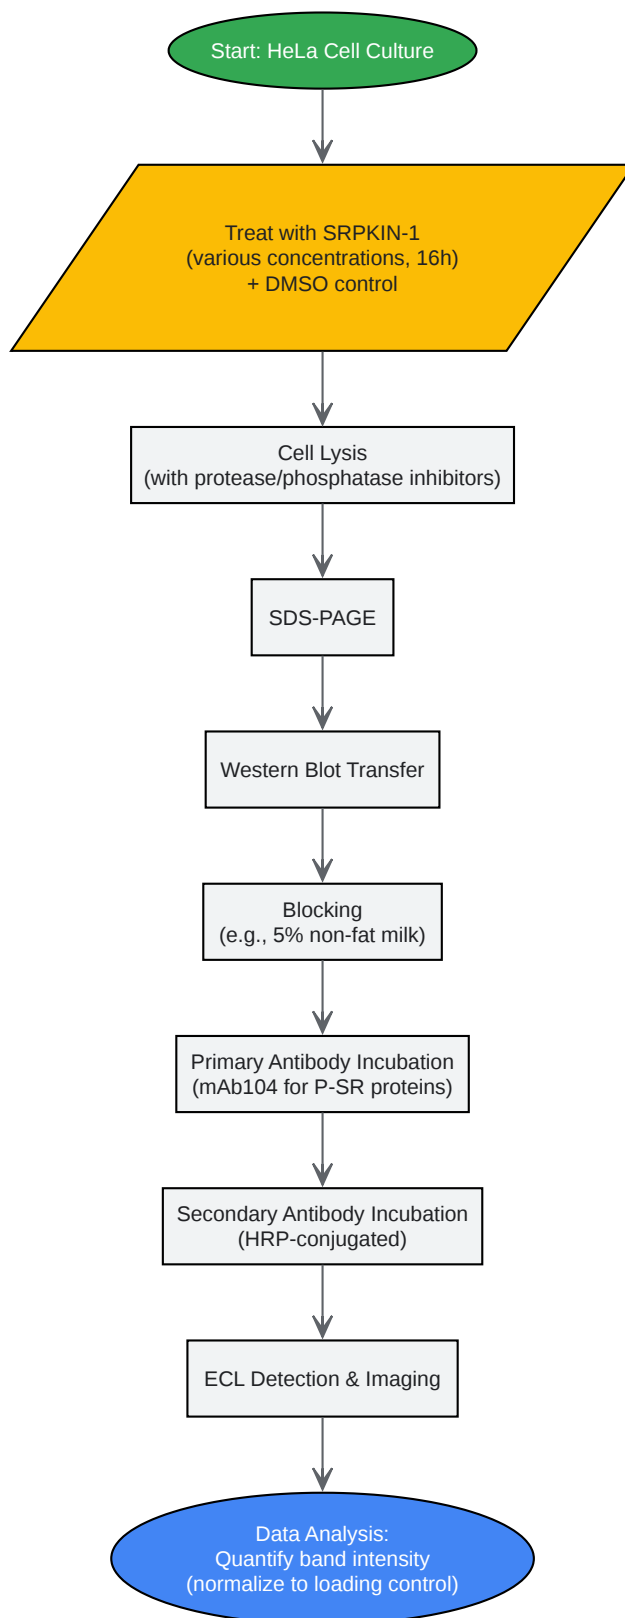 Start: HeLa Cell Culture
Treat with SRPKIN-1
(various concentrations, 16h)
+ DMSO control
Cell Lysis
(with protease/phosphatase inhibitors)
SDS-PAGE
Western Blot Transfer
Blocking
(e.g., 5% non-fat milk)
Primary Antibody Incubation
(mAb104 for P-SR proteins)
Secondary Antibody Incubation
(HRP-conjugated)
ECL Detection & Imaging
Data Analysis:
Quantify band intensity
(normalize to loading control)